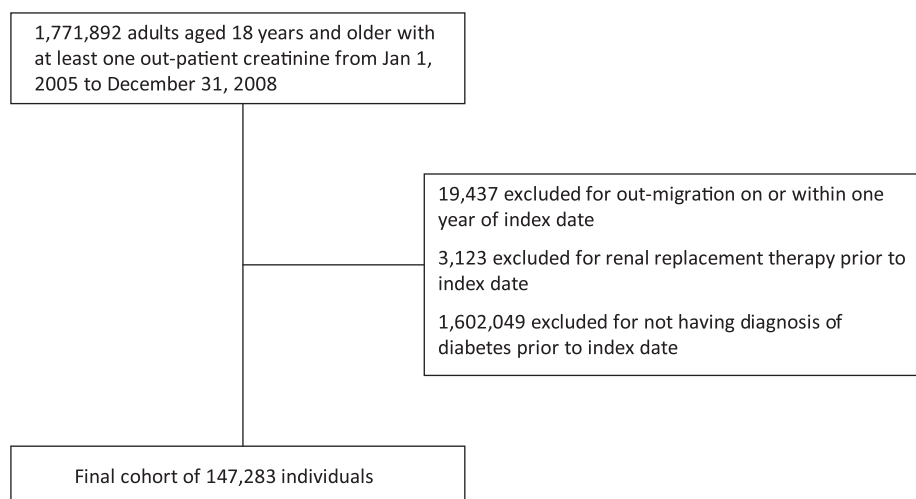 1,771,892 adults aged 18 years and older with
at least one out-patient creatinine from Jan 1,
2005 to December 31, 2008
19,437 excluded for out-migration on or within one
year of index date
3,123 excluded for renal replacement therapy prior to
index date
1,602,049 excluded for not having diagnosis of
diabetes prior to index date
Final cohort of 147,283 individuals